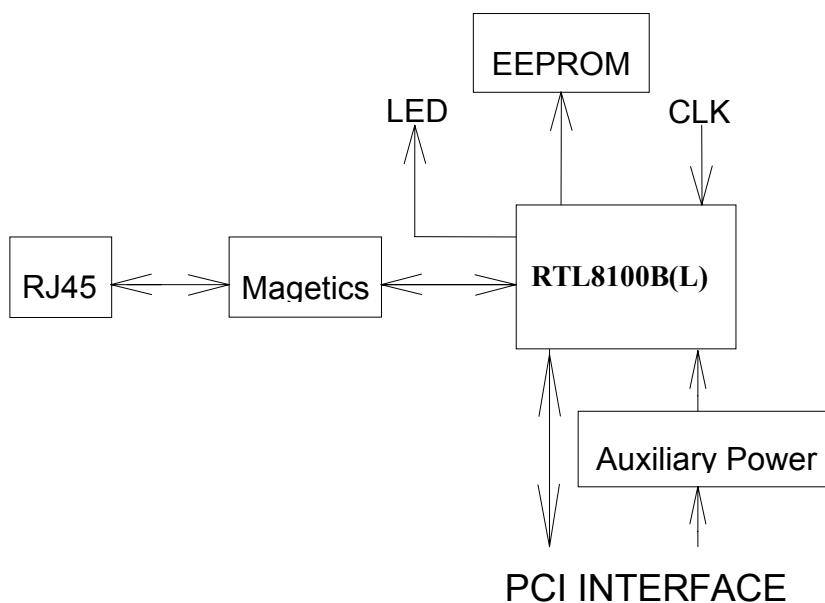 EEPROM
LED
CLK
RJ45
Magetics
RTL8100B(L)
Auxiliary Power
PCI INTERFACE